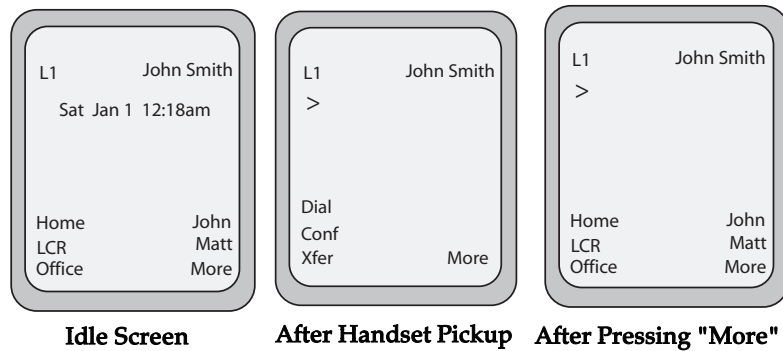 L1 John Smith
Sat Jan 1 12:18am
Home John
LCR Matt
Office More
Idle Screen
L1 John Smith
>
Dial
Conf
Xfer More
After Handset Pickup
L1 John Smith
>
Home John
LCR Matt
Office More
After Pressing "More"